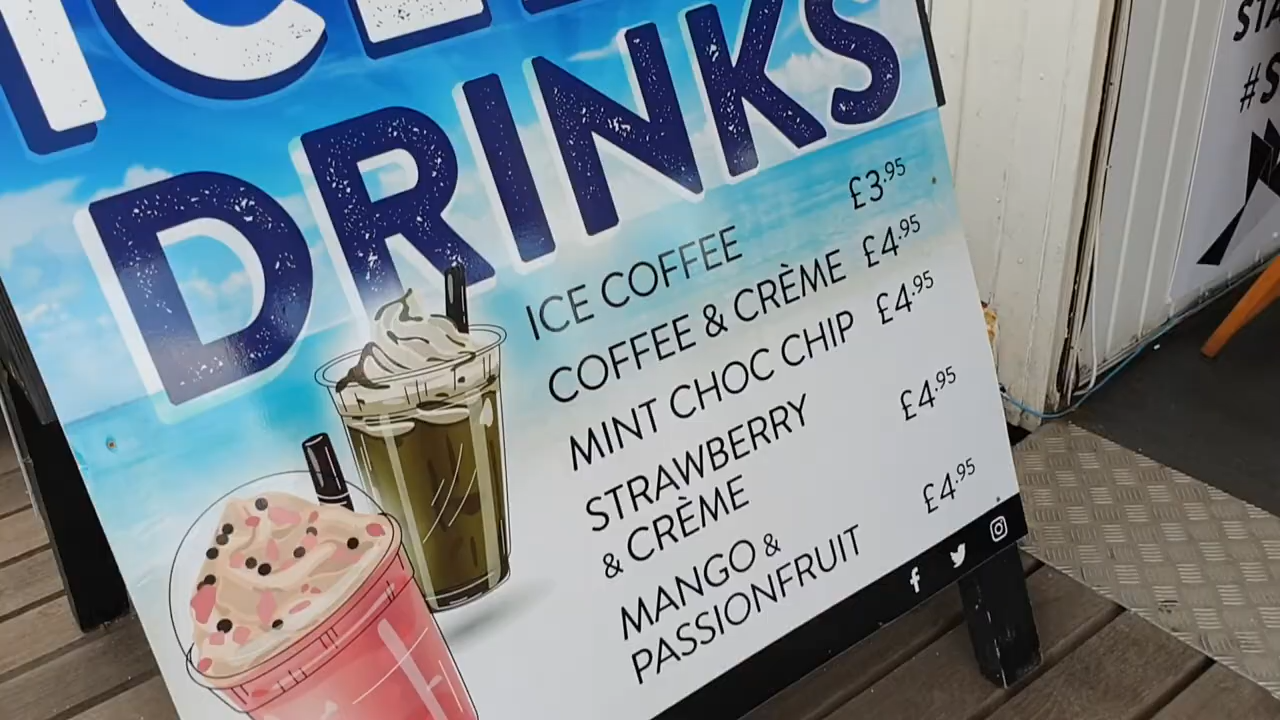 DRINKS
ICE COFFEE £3.95
COFFEE & CRÈME £4.95
MINT CHOC CHIP £4.95
STRAWBERRY
& CRÈME £4.95
MANGO &
PASSIONFRUIT £4.95